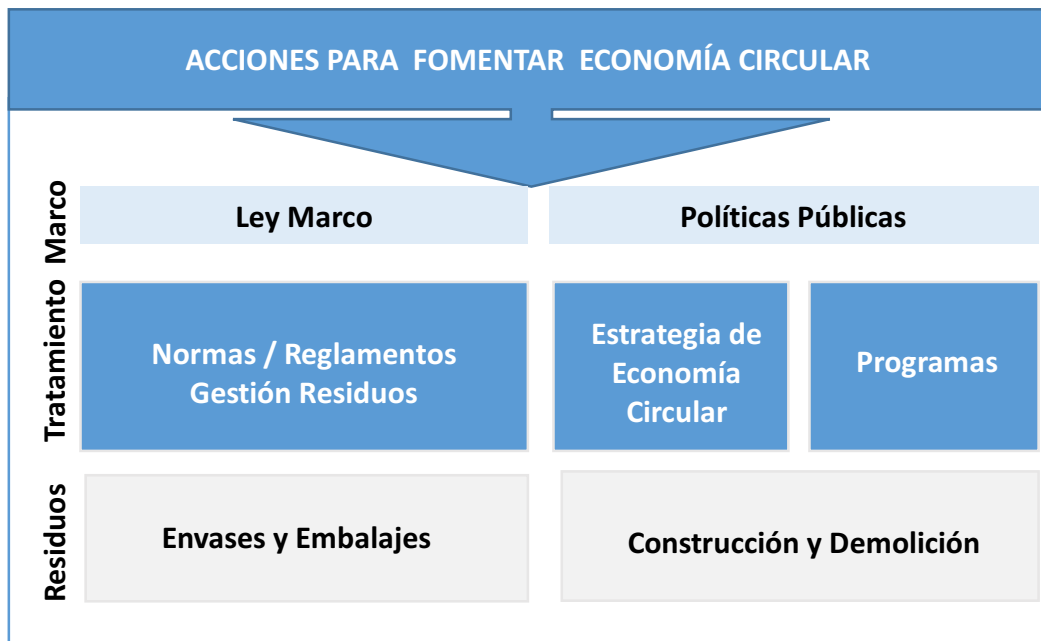 ACCIONES PARA FOMENTAR ECONOMÍA CIRCULAR
Marco
Ley Marco
Políticas Públicas
Tratamiento
Normas / Reglamentos
Gestión Residuos
Estrategia de
Economía
Circular
Programas
Residuos
Envases y Embalajes
Construcción y Demolición